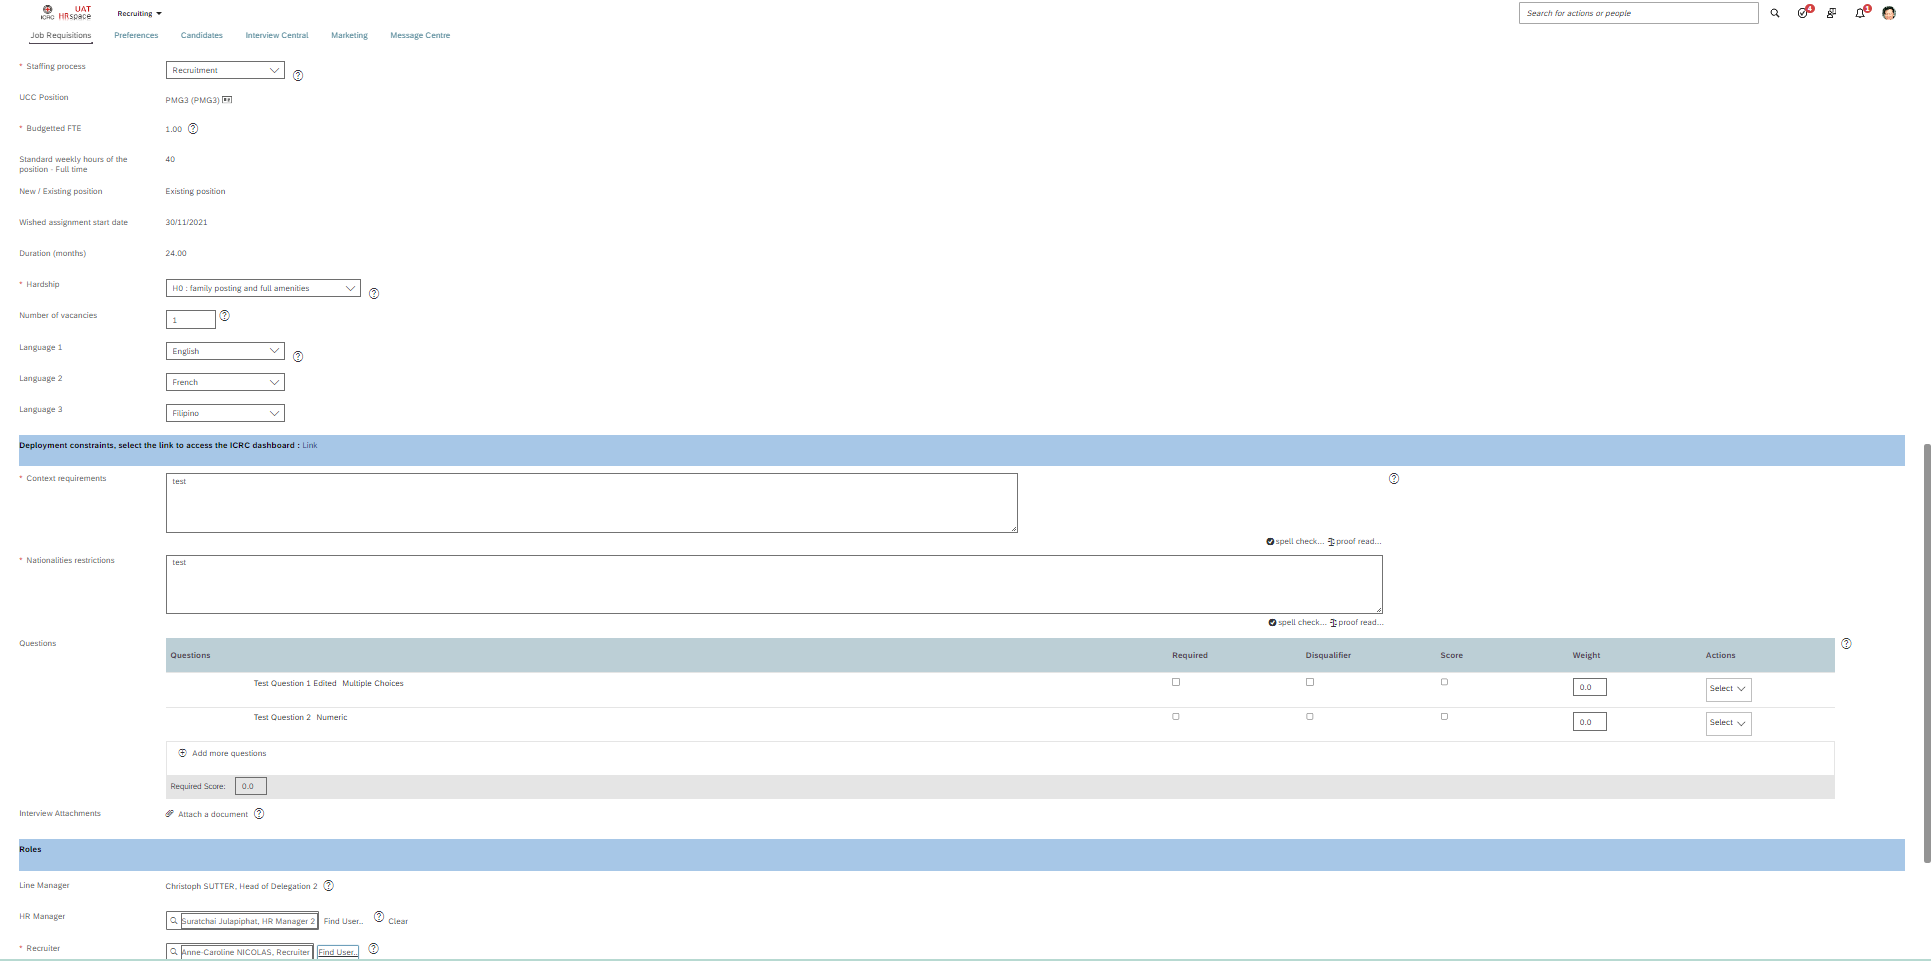 ICRC UAT HRspace Recruiting Search for actions or people 4 1
Job Requisitions Preferences Candidates Interview Central Marketing Message Centre
* Staffing process Recruitment
UCC Position PMG3 (PMG3)
* Budgetted FTE 1.00
Standard weekly hours of the position - Full time 40
New / Existing position Existing position
Wished assignment start date 30/11/2021
Duration (months) 24.00
* Hardship H0 : family posting and full amenities
Number of vacancies 1
Language 1 English
Language 2 French
Language 3 Filipino
Deployment constraints, select the link to access the ICRC dashboard : Link
* Context requirements test
spell check... proof read...
* Nationalities restrictions test
spell check... proof read...
Questions
Questions Required Disqualifier Score Weight Actions
Test Question 1 Edited Multiple Choices 0.0 Select
Test Question 2 Numeric 0.0 Select
Add more questions
Required Score: 0.0
Interview Attachments Attach a document
Roles
Line Manager Christoph SUTTER, Head of Delegation 2
HR Manager Suratchai Julapiphat, HR Manager 2 Find User... Clear
* Recruiter Anne-Caroline NICOLAS, Recruiter Find User...